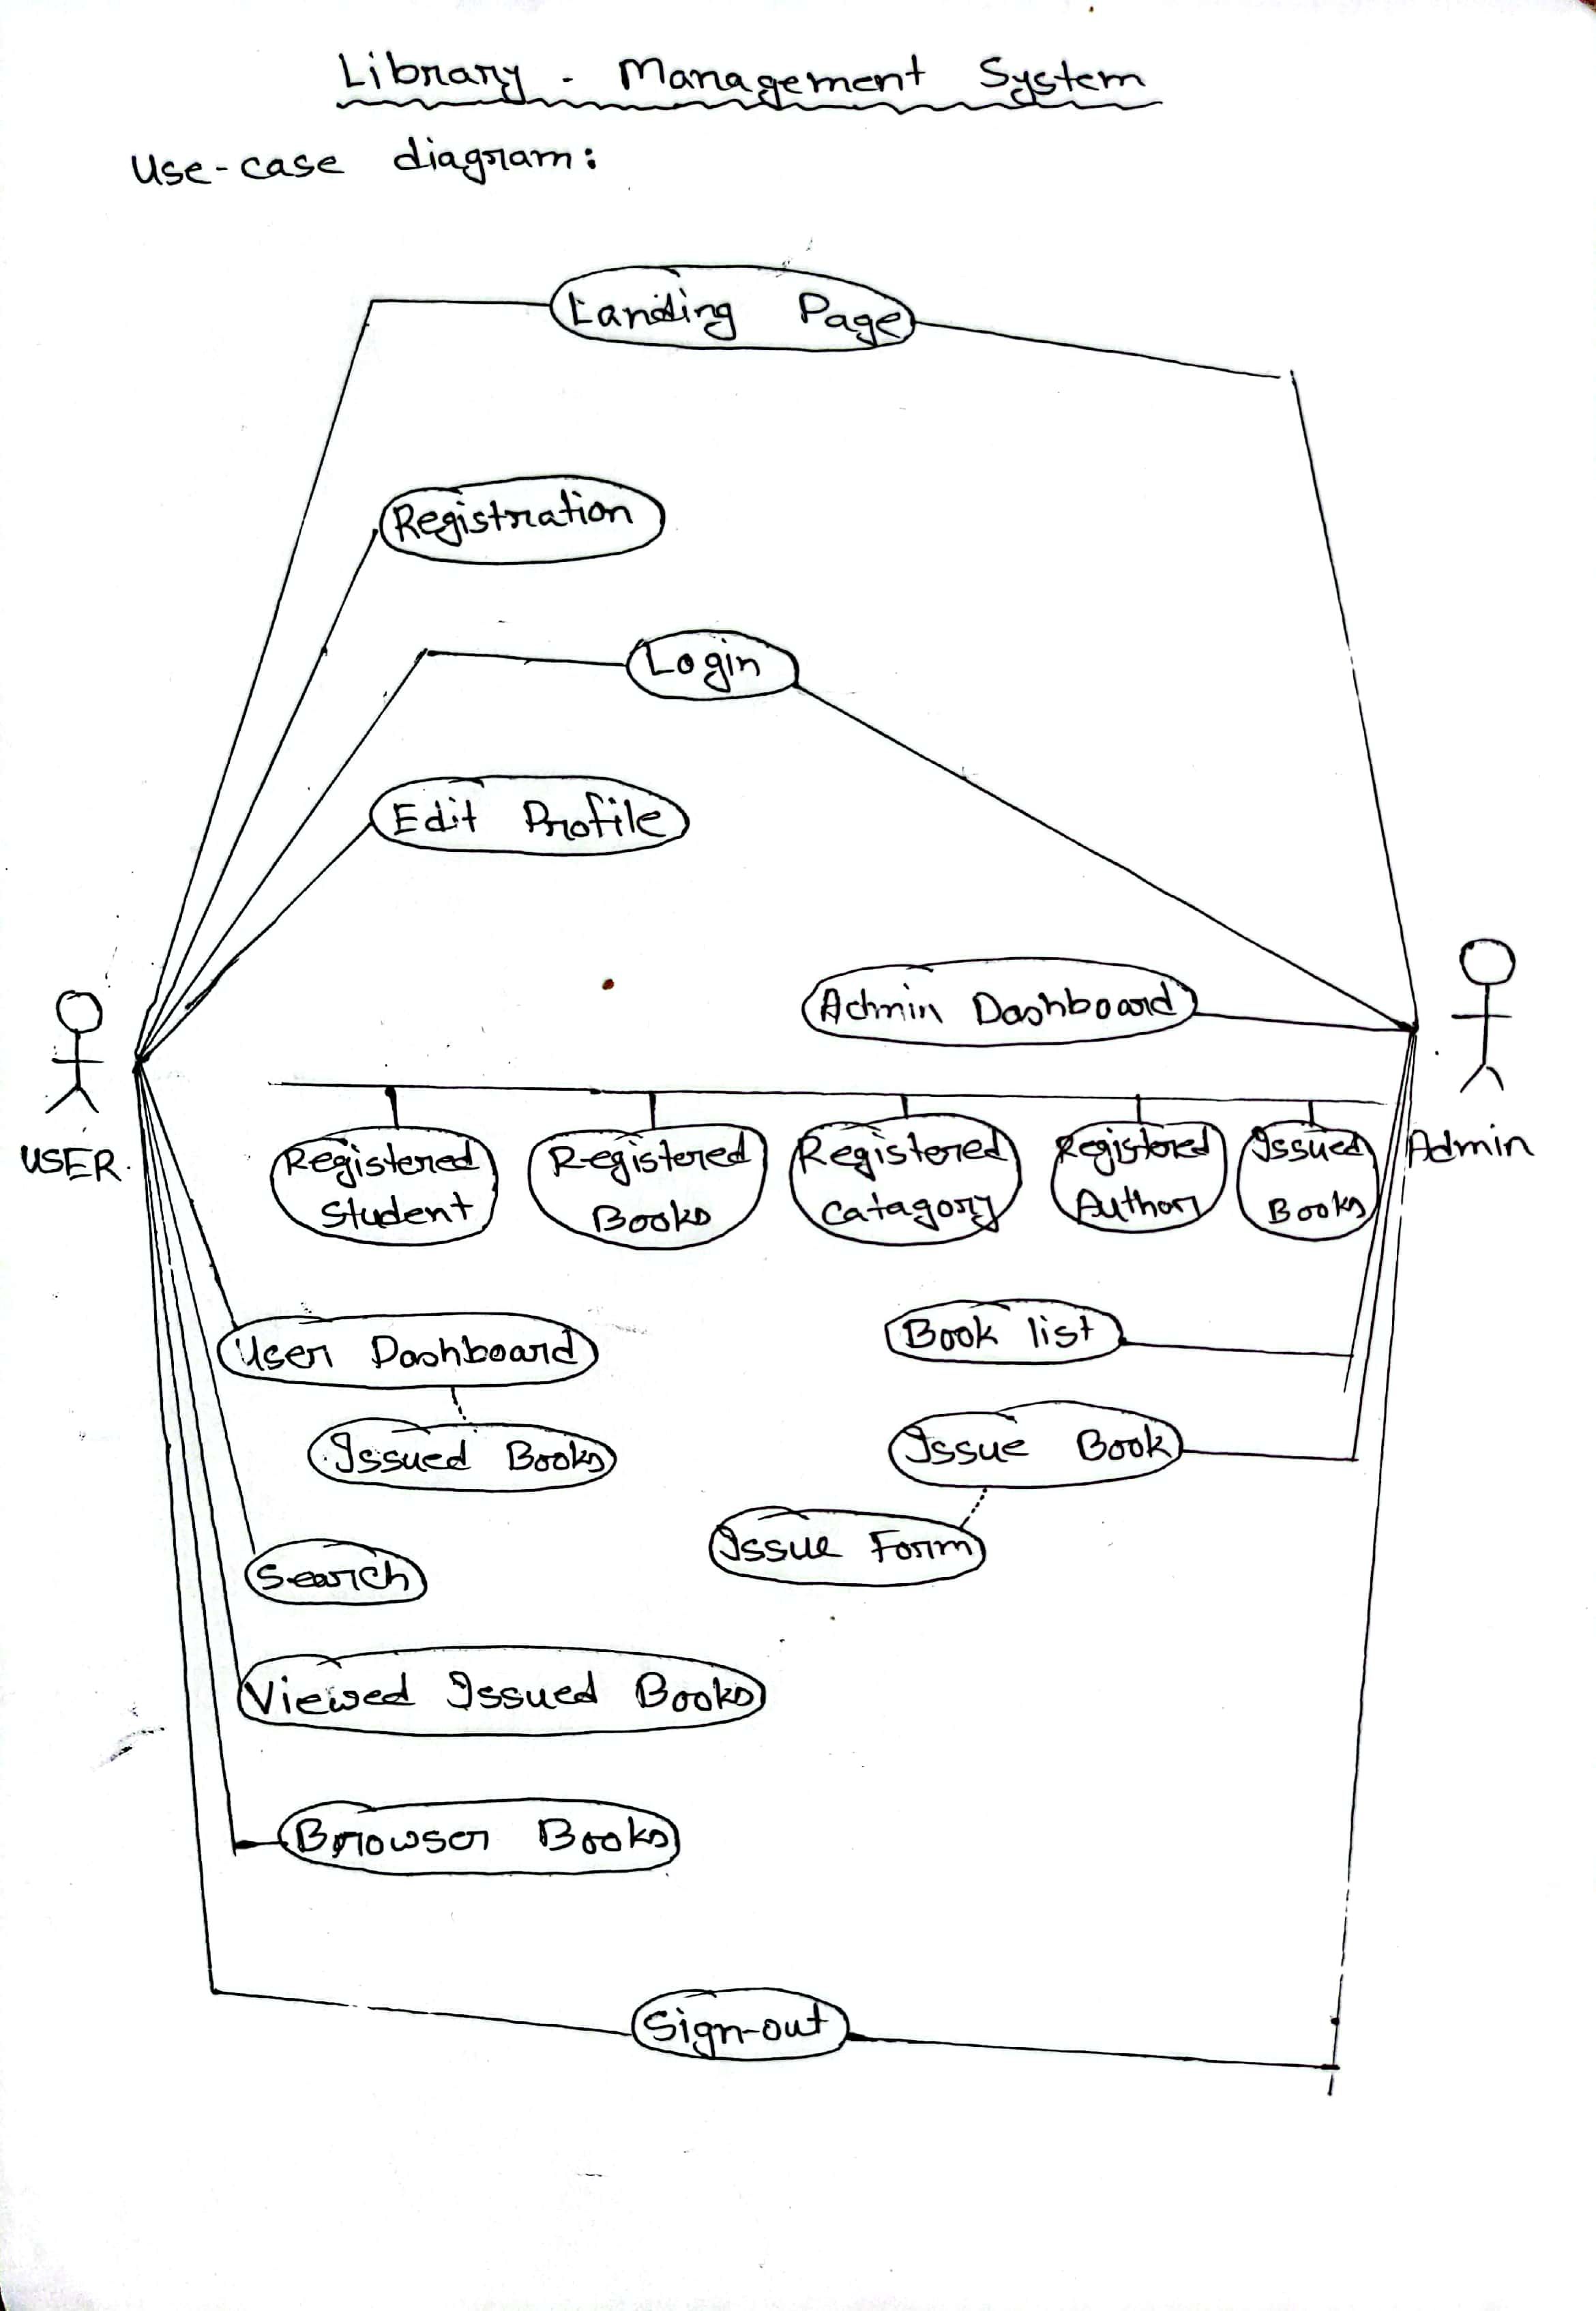 Library - Management System
Use-case diagram:
Landing Page
Registration
Login
Edit Profile
Admin Dashboard
USER
Admin
Registered
Student
Registered
Books
Registered
Catagory
Registered
Author
Issued
Books
User Dashboard
Book list
Issued Books
Issue Book
Issue Form
Search
Viewed Issued Books
Browser Books
Sign-out